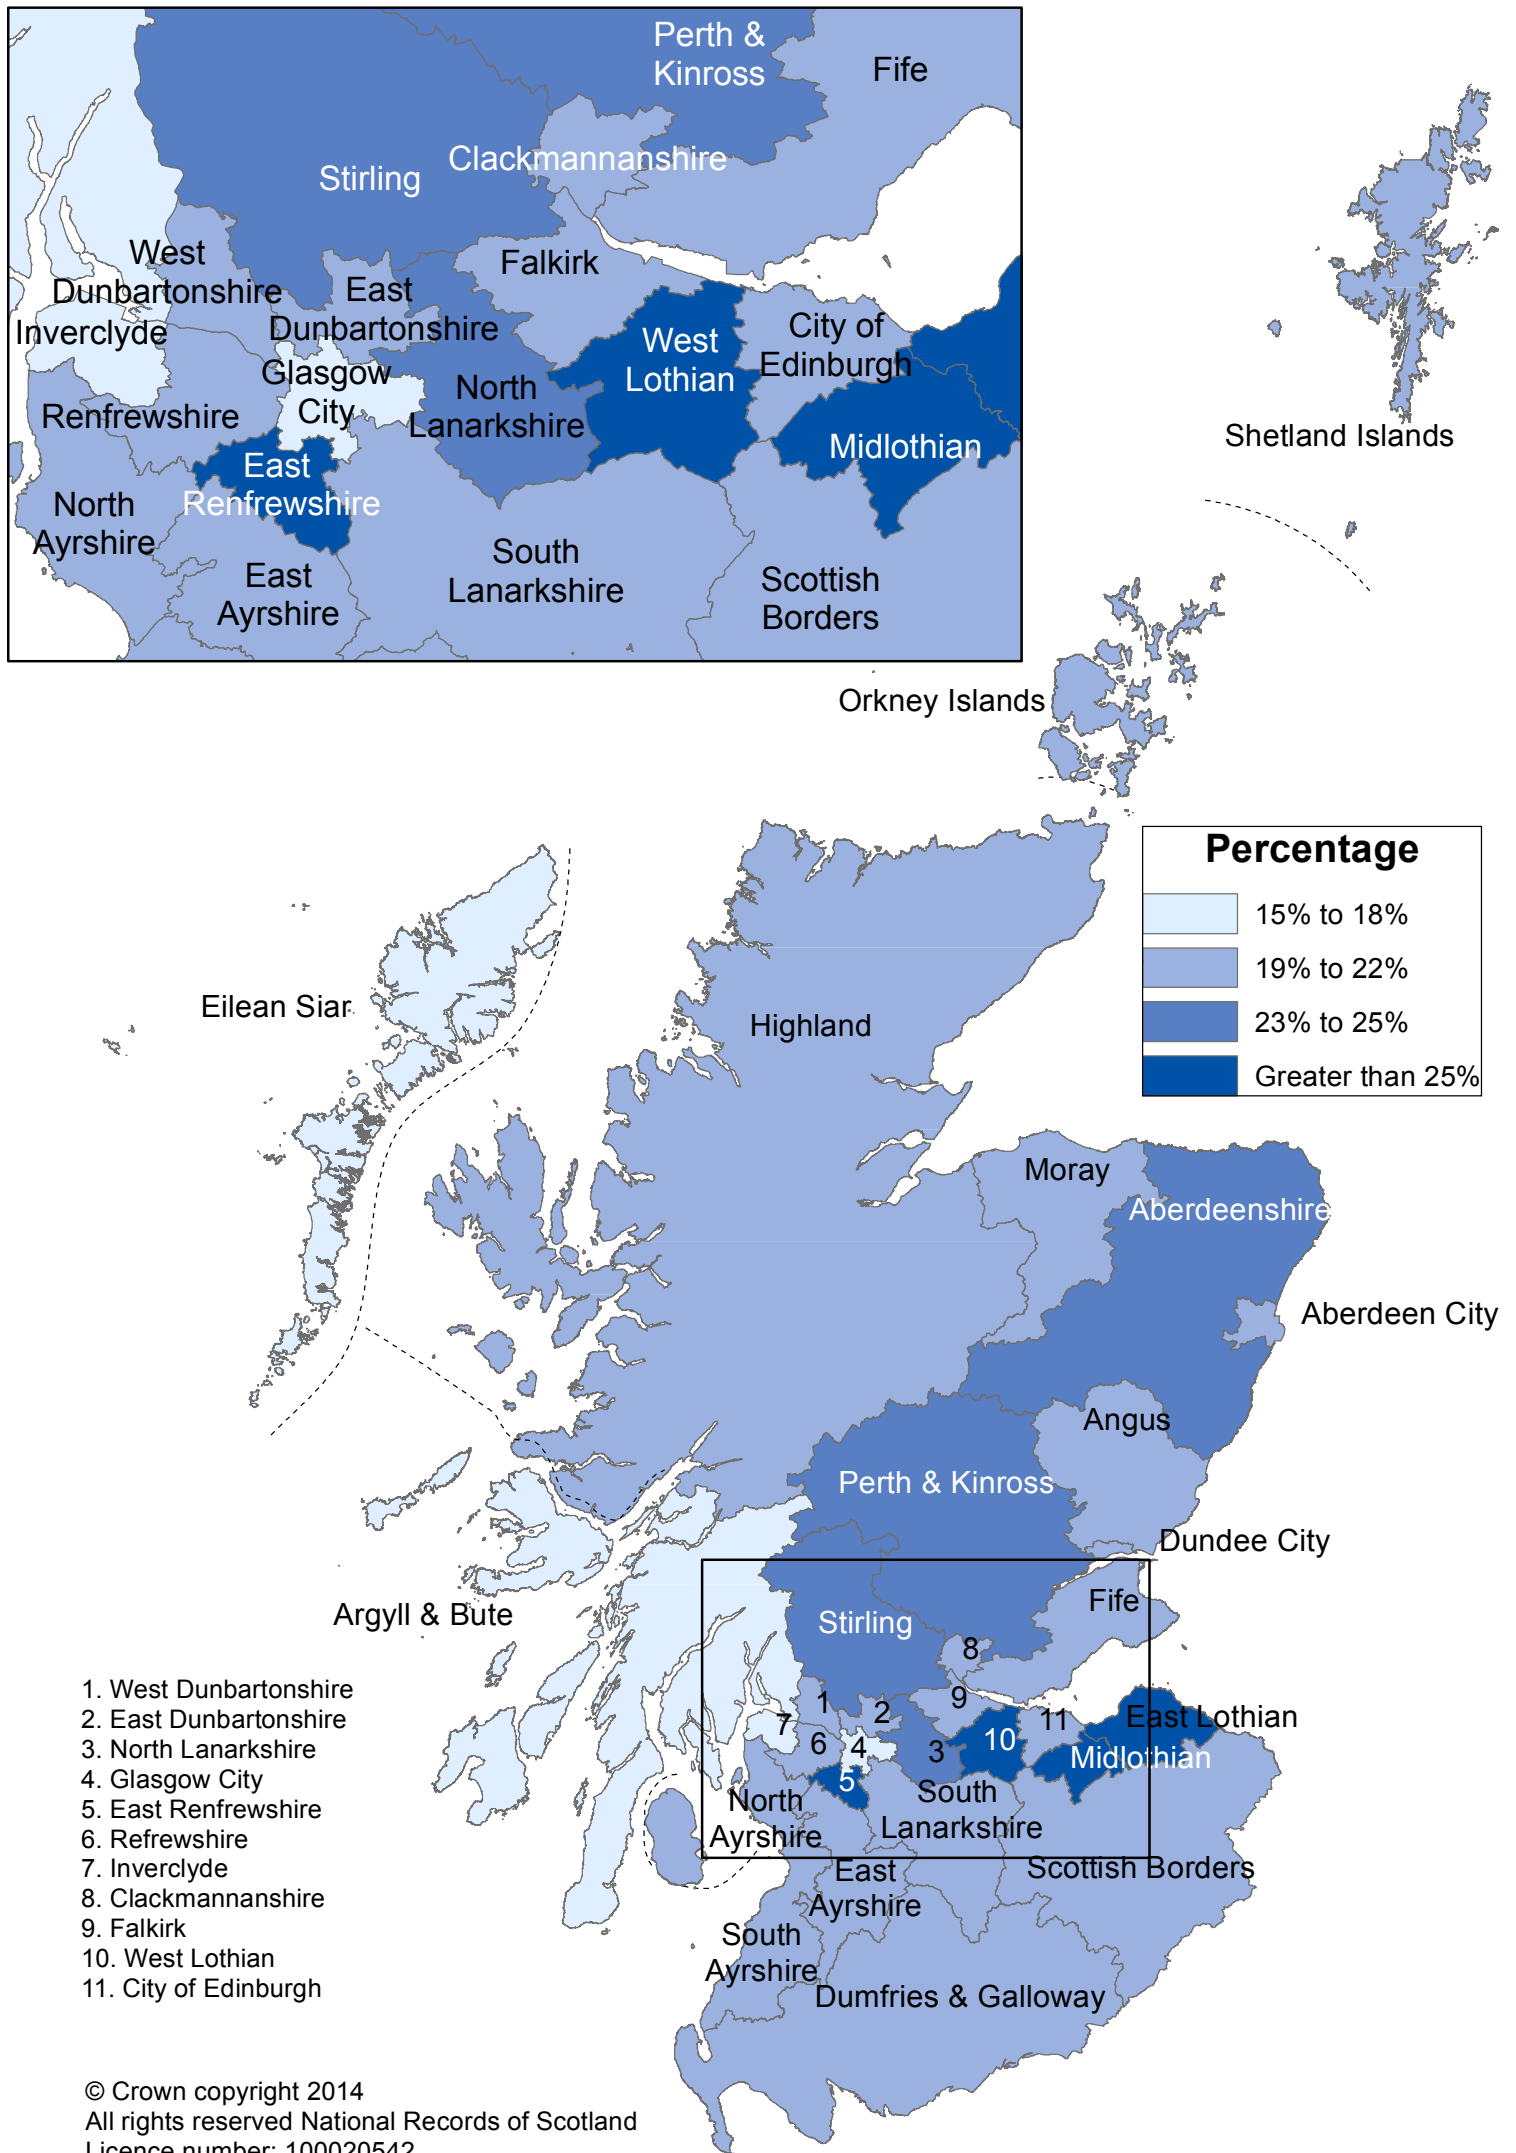 Perth &
Kinross
Fife
Clackmannanshire
Stirling
West
Dunbartonshire
Falkirk
East
Dunbartonshire
Inverclyde
West
Lothian
City of
Edinburgh
Glasgow
City
North
Lanarkshire
Renfrewshire
Midlothian
East
Renfrewshire
North
Ayrshire
South
Lanarkshire
East
Ayrshire
Scottish
Borders
Shetland Islands
Orkney Islands
Percentage
15% to 18%
19% to 22%
23% to 25%
Greater than 25%
Eilean Siar
Highland
Moray
Aberdeenshire
Aberdeen City
Angus
Perth & Kinross
Dundee City
Fife
Argyll & Bute
Stirling
8
1
2
9
11
East Lothian
7
6
4
3
10
Midlothian
5
North
Ayrshire
South
Lanarkshire
East
Ayrshire
Scottish Borders
South
Ayrshire
Dumfries & Galloway
1. West Dunbartonshire
2. East Dunbartonshire
3. North Lanarkshire
4. Glasgow City
5. East Renfrewshire
6. Refrewshire
7. Inverclyde
8. Clackmannanshire
9. Falkirk
10. West Lothian
11. City of Edinburgh
© Crown copyright 2014
All rights reserved National Records of Scotland
Licence number: 100020542